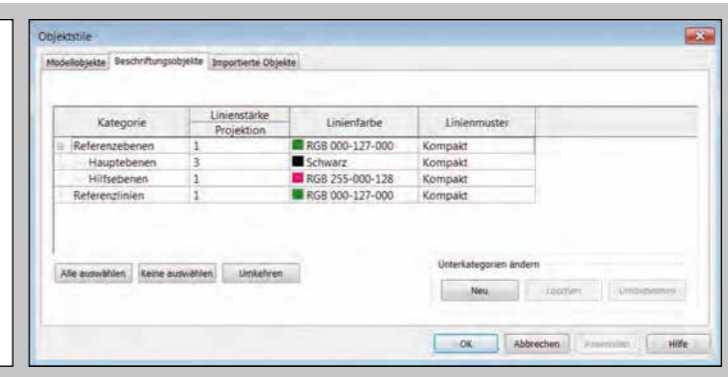 Objektstile
Modellobjekte Beschriftungsobjekte Importierte Objekte
Kategorie Linienstärke Linienfarbe Linienmuster
Projektion
Referenzebenen 1 RGB 000-127-000 Kompakt
Hauptebenen 3 Schwarz Kompakt
Hilfsebenen 1 RGB 255-000-128 Kompakt
Referenzlinien 1 RGB 000-127-000 Kompakt
Unterkategorien ändern
Alle auswählen Keine auswählen Umkehren
Neu Löschen Umbenennen
OK Abbrechen Anwenden Hilfe